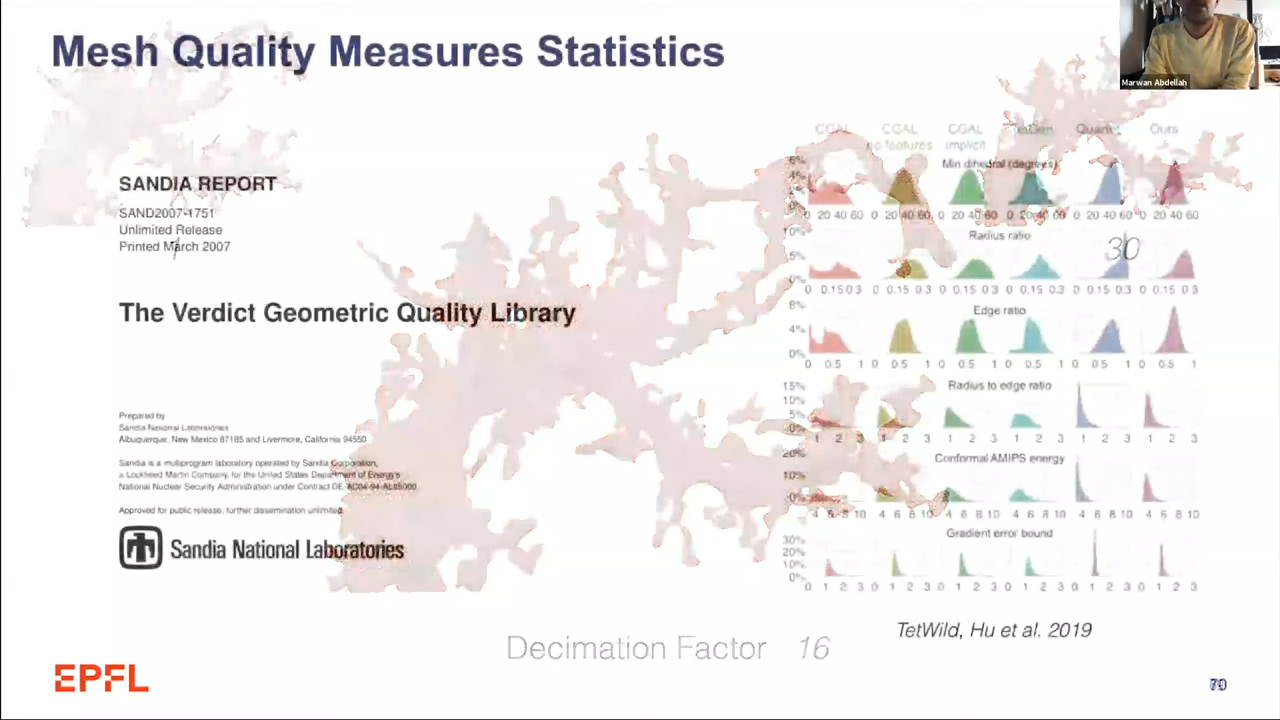 Mesh Quality Measures Statistics
Marwan Abdellah
SANDIA REPORT
SAND2007-1751
Unlimited Release
Printed March 2007
The Verdict Geometric Quality Library
Prepared by
Sandia National Laboratories
Albuquerque, New Mexico 87185 and Livermore, California 94550
Sandia is a multiprogram laboratory operated by Sandia Corporation,
a Lockheed Martin Company, for the United States Department of Energy's
National Nuclear Security Administration under Contract DE-AC04-94-AL85000.
Approved for public release, further dissemination unlimited.
Sandia National Laboratories
CGAL CGAL CGAL TetGen Quartet Ours
no features implicit
Min dihedral (degrees)
6%
4%
0 20 40 60 0 20 40 60 0 20 40 60 0 20 40 60 0 20 40 60 0 20 40 60
Radius ratio
30
10%
5%
0%
0 0.15 0.3 0 0.15 0.3 0 0.15 0.3 0 0.15 0.3 0 0.15 0.3 0 0.15 0.3
Edge ratio
8%
4%
0%
0 0.5 1 0 0.5 1 0 0.5 1 0 0.5 1 0 0.5 1 0 0.5 1
Radius to edge ratio
15%
10%
5%
0%
1 2 3 1 2 3 1 2 3 1 2 3 1 2 3 1 2 3
Conformal AMIPS energy
20%
10%
0%
4 6 8 10 4 6 8 10 4 6 8 10 4 6 8 10 4 6 8 10 4 6 8 10
Gradient error bound
30%
20%
10%
0%
0 1 2 3 0 1 2 3 0 1 2 3 0 1 2 3 0 1 2 3 0 1 2 3
TetWild, Hu et al. 2019
Decimation Factor 16
EPFL